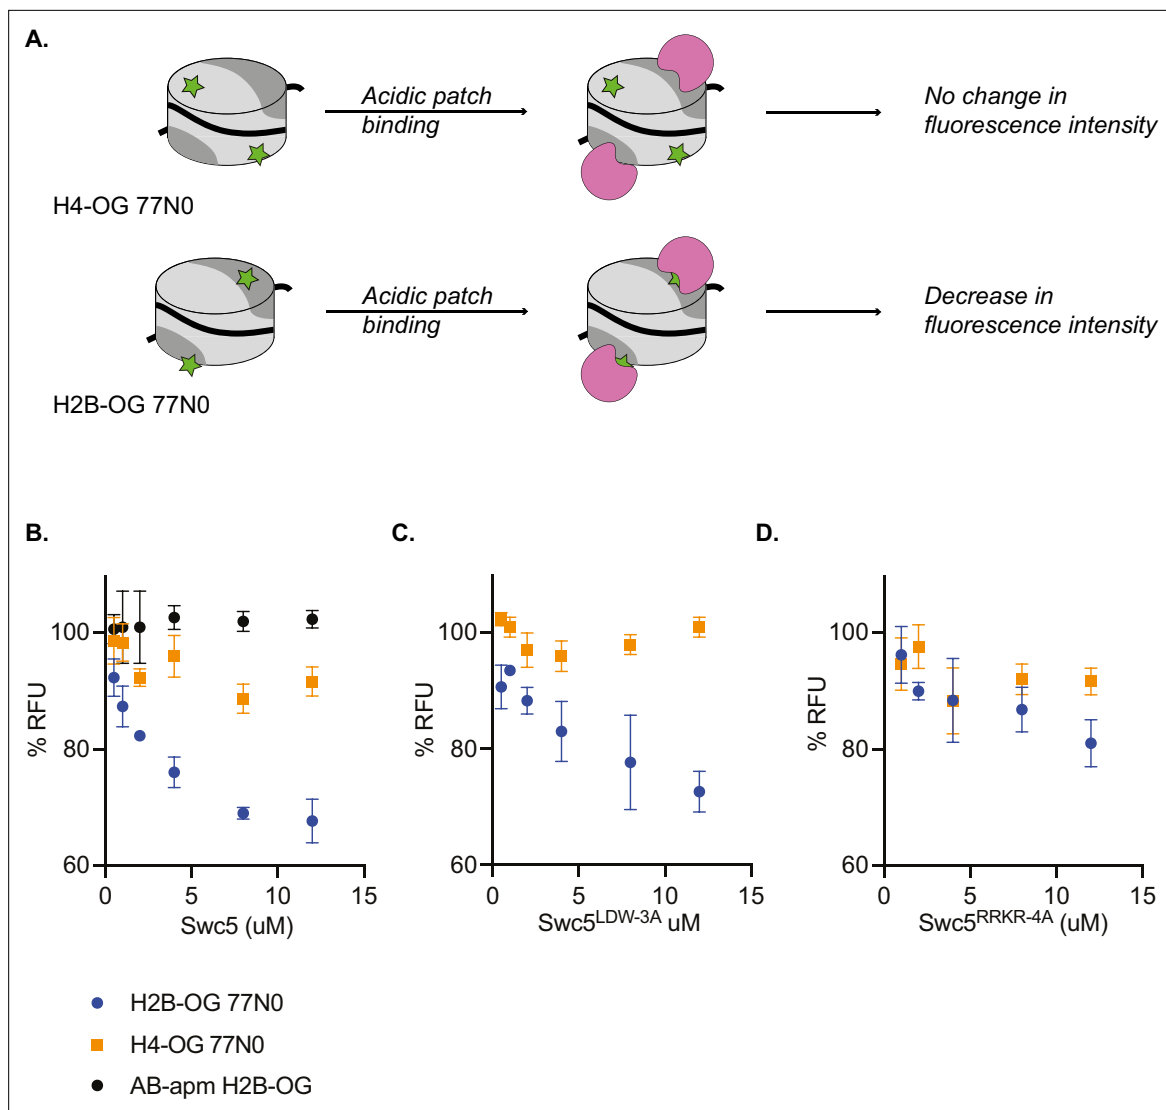 A.
Acidic patch
binding
No change in
fluorescence intensity
H4-OG 77N0
Acidic patch
binding
Decrease in
fluorescence intensity
H2B-OG 77N0
B.
C.
D.
100
80
60
% RFU
0
5
10
15
Swc5 (uM)
100
80
60
% RFU
0
5
10
15
Swc5LDW-3A uM
100
80
60
% RFU
0
5
10
15
Swc5RRKR-4A (uM)
H2B-OG 77N0
H4-OG 77N0
AB-apm H2B-OG